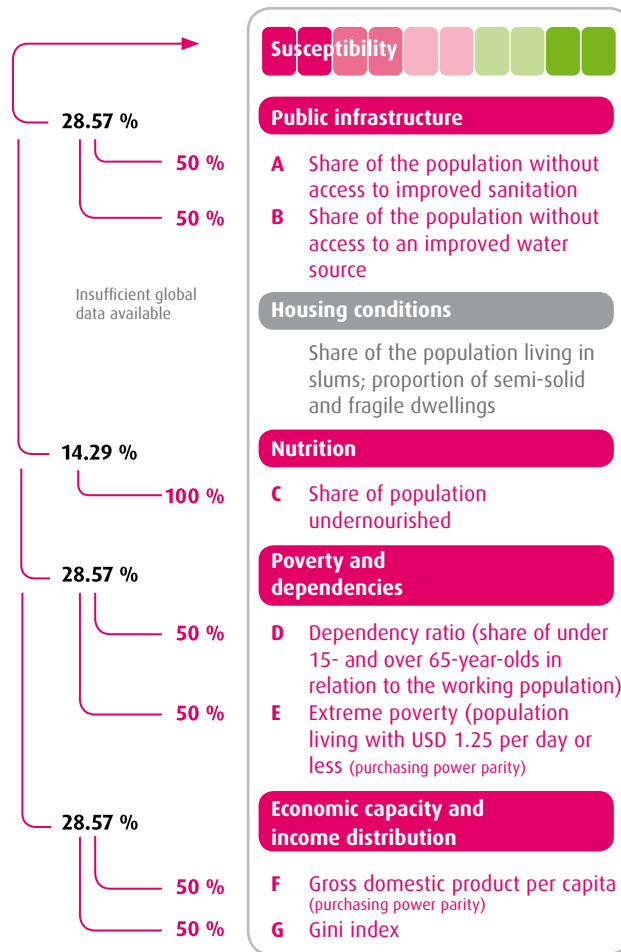 Susceptibility
28.57 %
Public infrastructure
50 %
A Share of the population without
access to improved sanitation
50 %
B Share of the population without
access to an improved water
source
Insufficient global
data available
Housing conditions
Share of the population living in
slums; proportion of semi-solid
and fragile dwellings
14.29 %
Nutrition
100 %
C Share of population
undernourished
28.57 %
Poverty and
dependencies
50 %
D Dependency ratio (share of under
15- and over 65-year-olds in
relation to the working population)
50 %
E Extreme poverty (population
living with USD 1.25 per day or
less (purchasing power parity)
28.57 %
Economic capacity and
income distribution
50 %
F Gross domestic product per capita
(purchasing power parity)
50 %
G Gini index